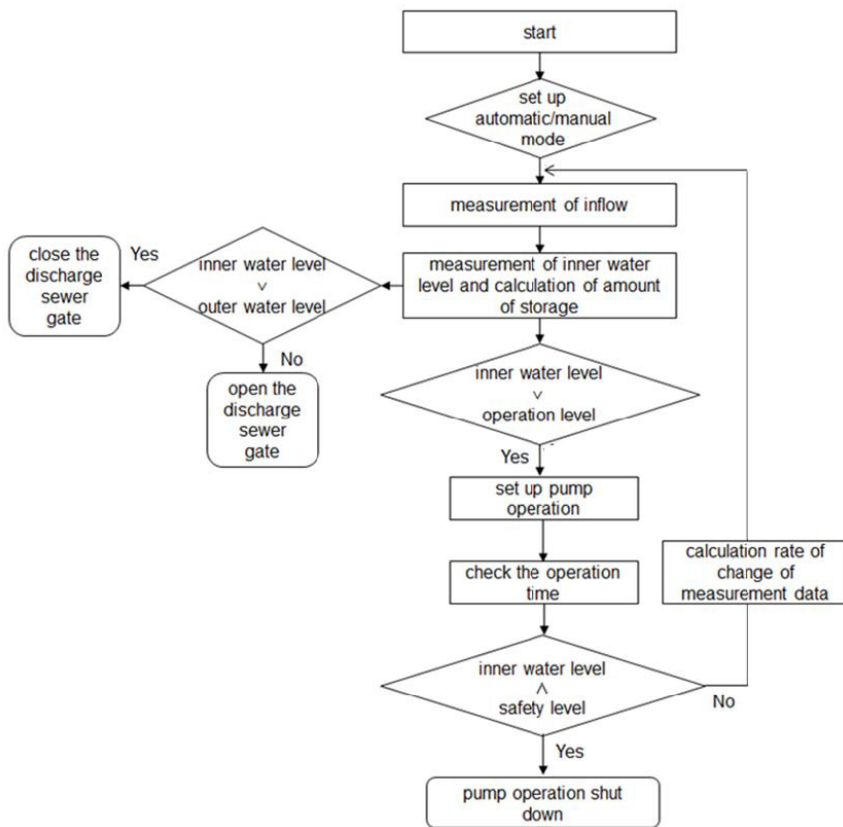 start
set up
automatic/manual
mode
measurement of inflow
measurement of inner water
level and calculation of amount
of storage
inner water level
∨
outer water level
Yes
close the
discharge
sewer
gate
No
open the
discharge
sewer
gate
inner water level
∨
operation level
Yes
set up pump
operation
check the operation
time
calculation rate of
change of
measurement data
inner water level
∧
safety level
No
Yes
pump operation shut
down